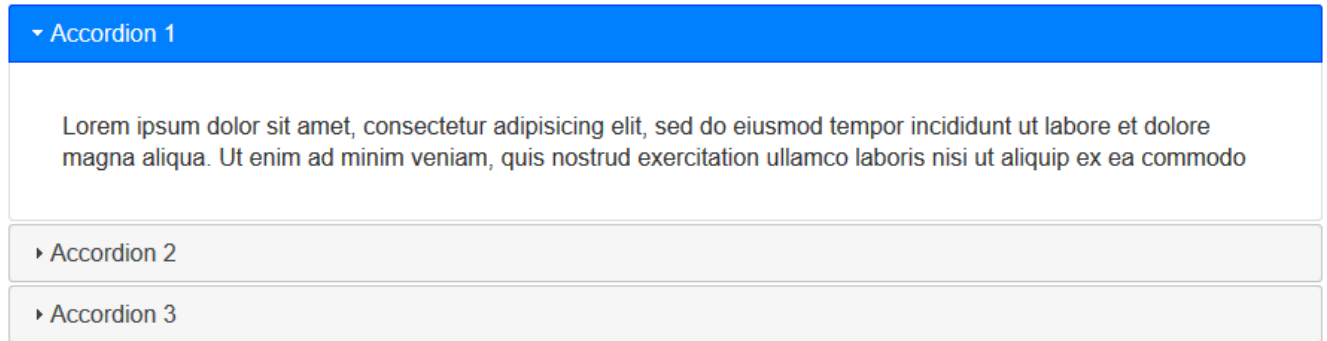 Accordion 1
Lorem ipsum dolor sit amet, consectetur adipisicing elit, sed do eiusmod tempor incididunt ut labore et dolore
magna aliqua. Ut enim ad minim veniam, quis nostrud exercitation ullamco laboris nisi ut aliquip ex ea commodo
Accordion 2
Accordion 3